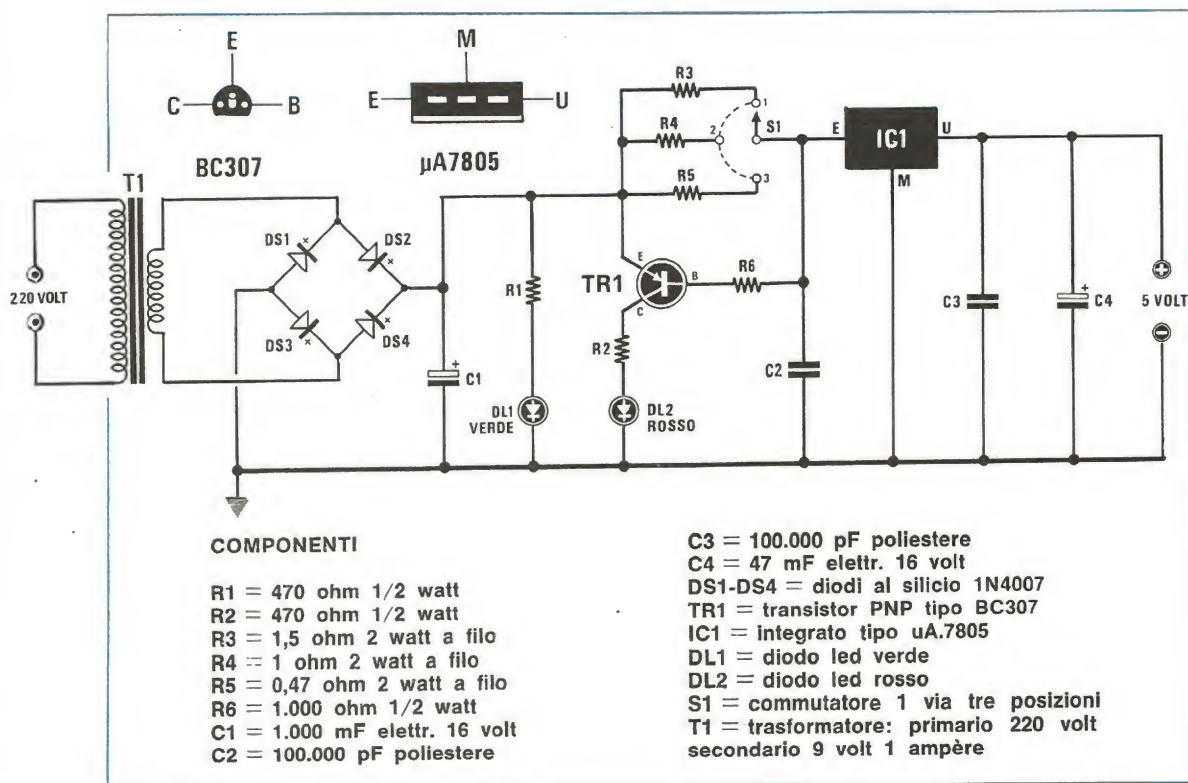 E
C
B
BC307
M
E
U
µA7805
T1
220 VOLT
DS1
DS2
DS3
DS4
C1
R1
DL1
VERDE
R3
R4
R5
1
2
3
S1
TR1
E
B
C
R6
R2
DL2
ROSSO
C2
E
IC1
U
M
C3
C4
5 VOLT
COMPONENTI
R1 = 470 ohm 1/2 watt
R2 = 470 ohm 1/2 watt
R3 = 1,5 ohm 2 watt a filo
R4 = 1 ohm 2 watt a filo
R5 = 0,47 ohm 2 watt a filo
R6 = 1.000 ohm 1/2 watt
C1 = 1.000 mF elettr. 16 volt
C2 = 100.000 pF poliestere
C3 = 100.000 pF poliestere
C4 = 47 mF elettr. 16 volt
DS1-DS4 = diodi al silicio 1N4007
TR1 = transistor PNP tipo BC307
IC1 = integrato tipo uA.7805
DL1 = diodo led verde
DL2 = diodo led rosso
S1 = commutatore 1 via tre posizioni
T1 = trasformatore: primario 220 volt
secondario 9 volt 1 ampère